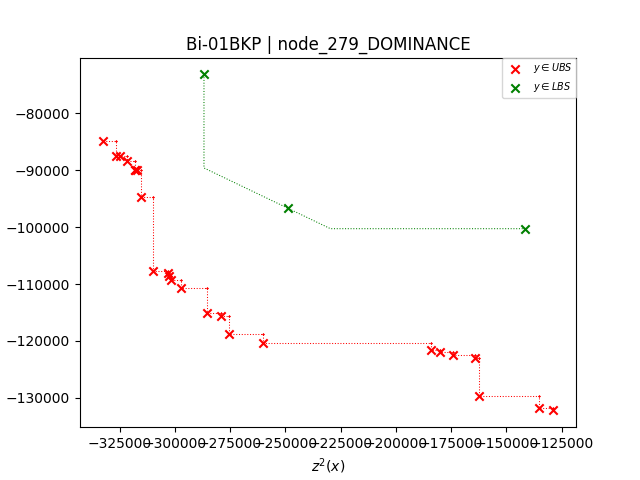 Bi-01BKP | node_279_DOMINANCE
y ∈ UBS
y ∈ LBS
−80000
−90000
−100000
−110000
−120000
−130000
−325000−300000−275000−250000−225000−200000−175000−150000−125000
z²(x)